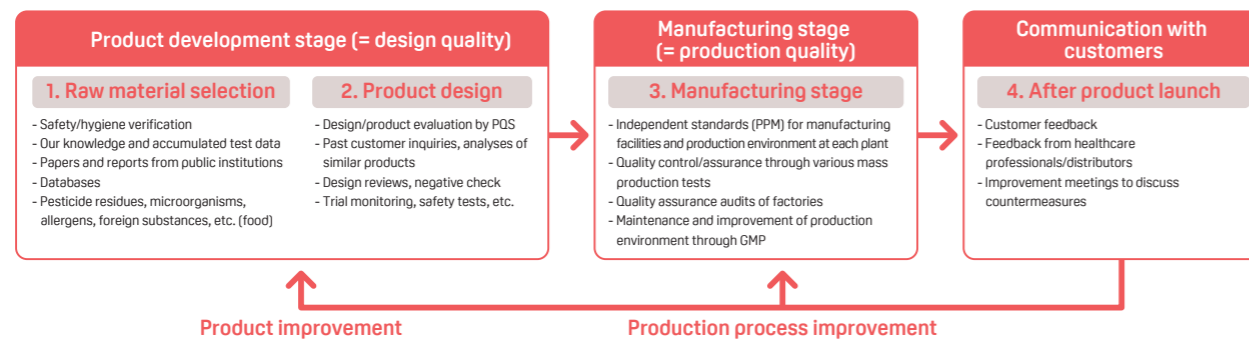 Product development stage (= design quality)
1. Raw material selection
- Safety/hygiene verification
- Our knowledge and accumulated test data
- Papers and reports from public institutions
- Databases
- Pesticide residues, microorganisms,
allergens, foreign substances, etc. (food)
2. Product design
- Design/product evaluation by PQS
- Past customer inquiries, analyses of
similar products
- Design reviews, negative check
- Trial monitoring, safety tests, etc.
Manufacturing stage
(= production quality)
3. Manufacturing stage
- Independent standards (PPM) for manufacturing
facilities and production environment at each plant
- Quality control/assurance through various mass
production tests
- Quality assurance audits of factories
- Maintenance and improvement of production
environment through GMP
Communication with
customers
4. After product launch
- Customer feedback
- Feedback from healthcare
professionals/distributors
- Improvement meetings to discuss
countermeasures
Product improvement
Production process improvement